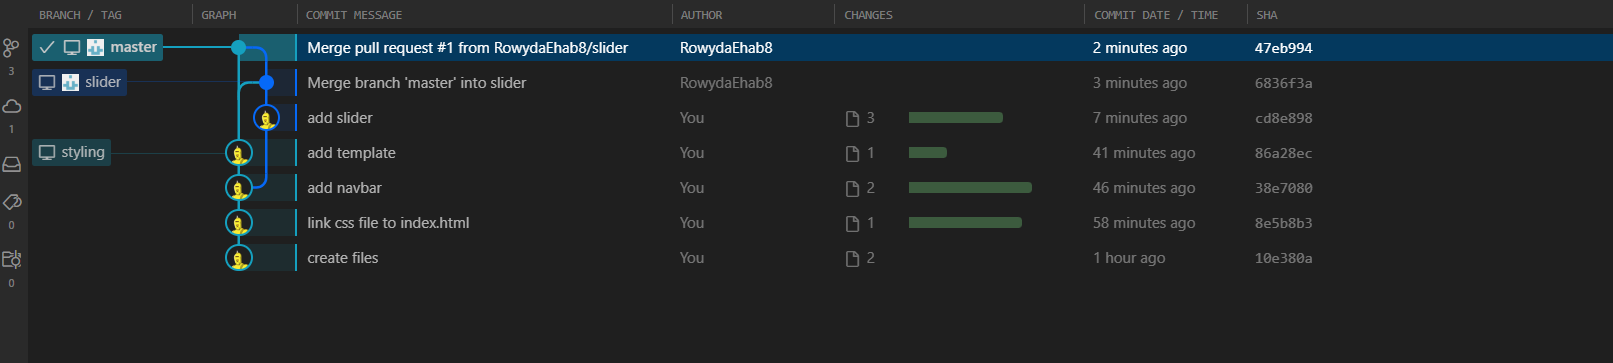 BRANCH / TAG GRAPH COMMIT MESSAGE AUTHOR CHANGES COMMIT DATE / TIME SHA
master Merge pull request #1 from RowydaEhab8/slider RowydaEhab8 2 minutes ago 47eb994
3
slider Merge branch 'master' into slider RowydaEhab8 3 minutes ago 6836f3a
add slider You 3 7 minutes ago cd8e898
1
styling add template You 1 41 minutes ago 86a28ec
add navbar You 2 46 minutes ago 38e7080
link css file to index.html You 1 58 minutes ago 8e5b8b3
0
create files You 2 1 hour ago 10e380a
0